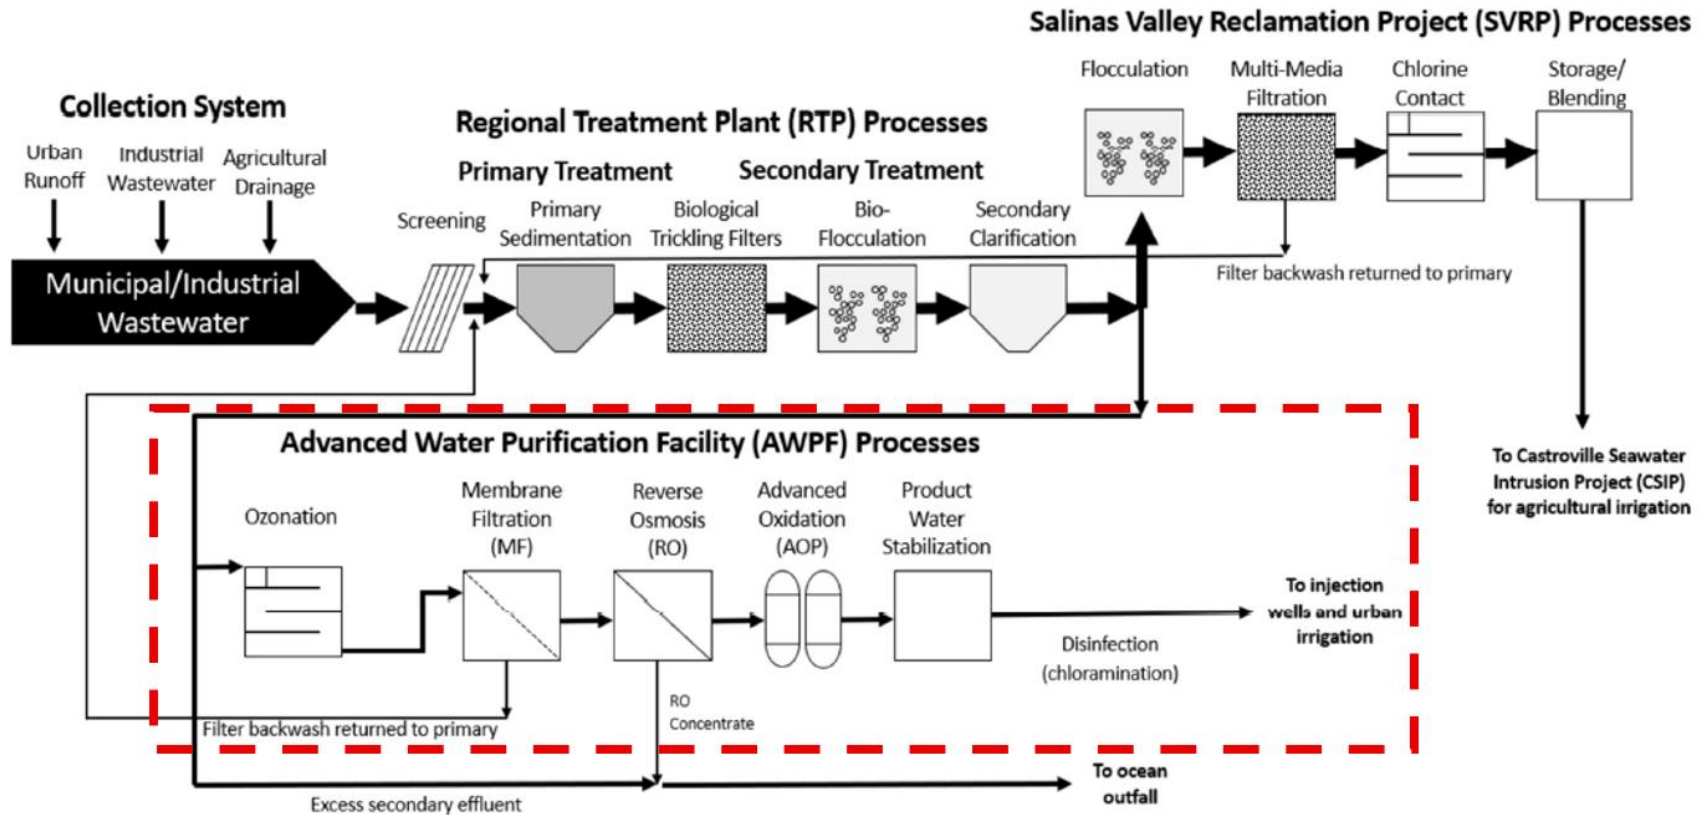 Salinas Valley Reclamation Project (SVRP) Processes
Flocculation
Multi-Media
Filtration
Chlorine
Contact
Storage/
Blending
Collection System
Urban
Runoff
Industrial
Wastewater
Agricultural
Drainage
Municipal/Industrial
Wastewater
Regional Treatment Plant (RTP) Processes
Primary Treatment
Secondary Treatment
Screening
Primary
Sedimentation
Biological
Trickling Filters
Bio-
Flocculation
Secondary
Clarification
Filter backwash returned to primary
To Castroville Seawater
Intrusion Project (CSIP)
for agricultural irrigation
Advanced Water Purification Facility (AWPF) Processes
Ozonation
Membrane
Filtration
(MF)
Reverse
Osmosis
(RO)
Advanced
Oxidation
(AOP)
Product
Water
Stabilization
Disinfection
(chloramination)
To injection
wells and urban
irrigation
Filter backwash returned to primary
RO
Concentrate
Excess secondary effluent
To ocean
outfall